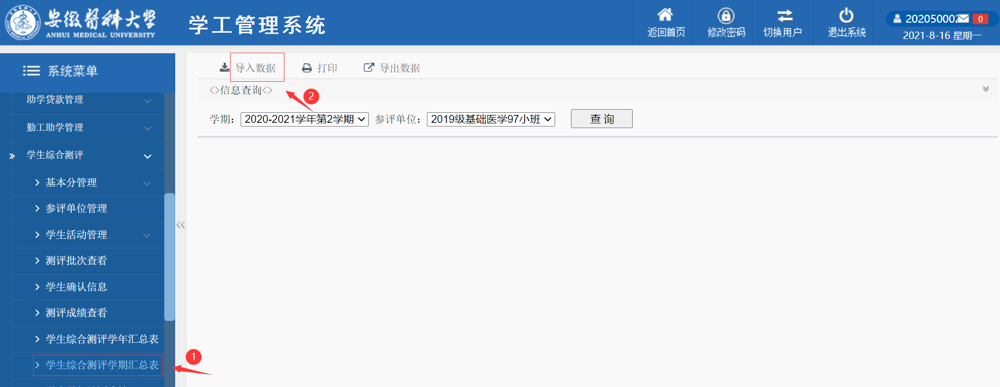 安徽医科大学
ANHUI MEDICAL UNIVERSITY
学工管理系统
返回首页
修改密码
切换用户
退出系统
202050002
0
2021-8-16 星期一
系统菜单
助学贷款管理
勤工助学管理
学生综合测评
基本分管理
参评单位管理
学生活动管理
测评批次查看
学生确认信息
测评成绩查看
学生综合测评学年汇总表
学生综合测评学期汇总表
1
导入数据 打印 导出数据
<>信息查询<>
2
学期: 2020-2021学年第2学期 参评单位: 2019级基础医学97小班 查 询